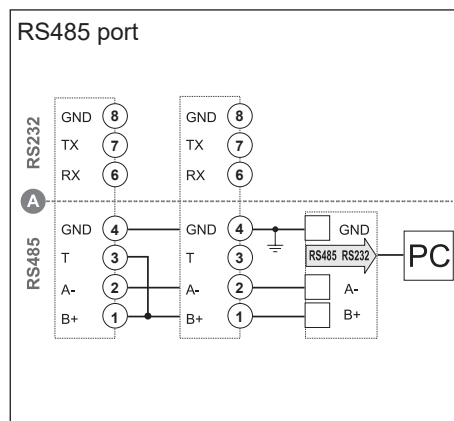 RS485 port
RS232
GND 8 GND 8
TX 7 TX 7
RX 6 RX 6
A
RS485
GND 4 GND 4 GND
T 3 T 3 RS485 RS232 PC
A- 2 A- 2 A-
B+ 1 B+ 1 B+